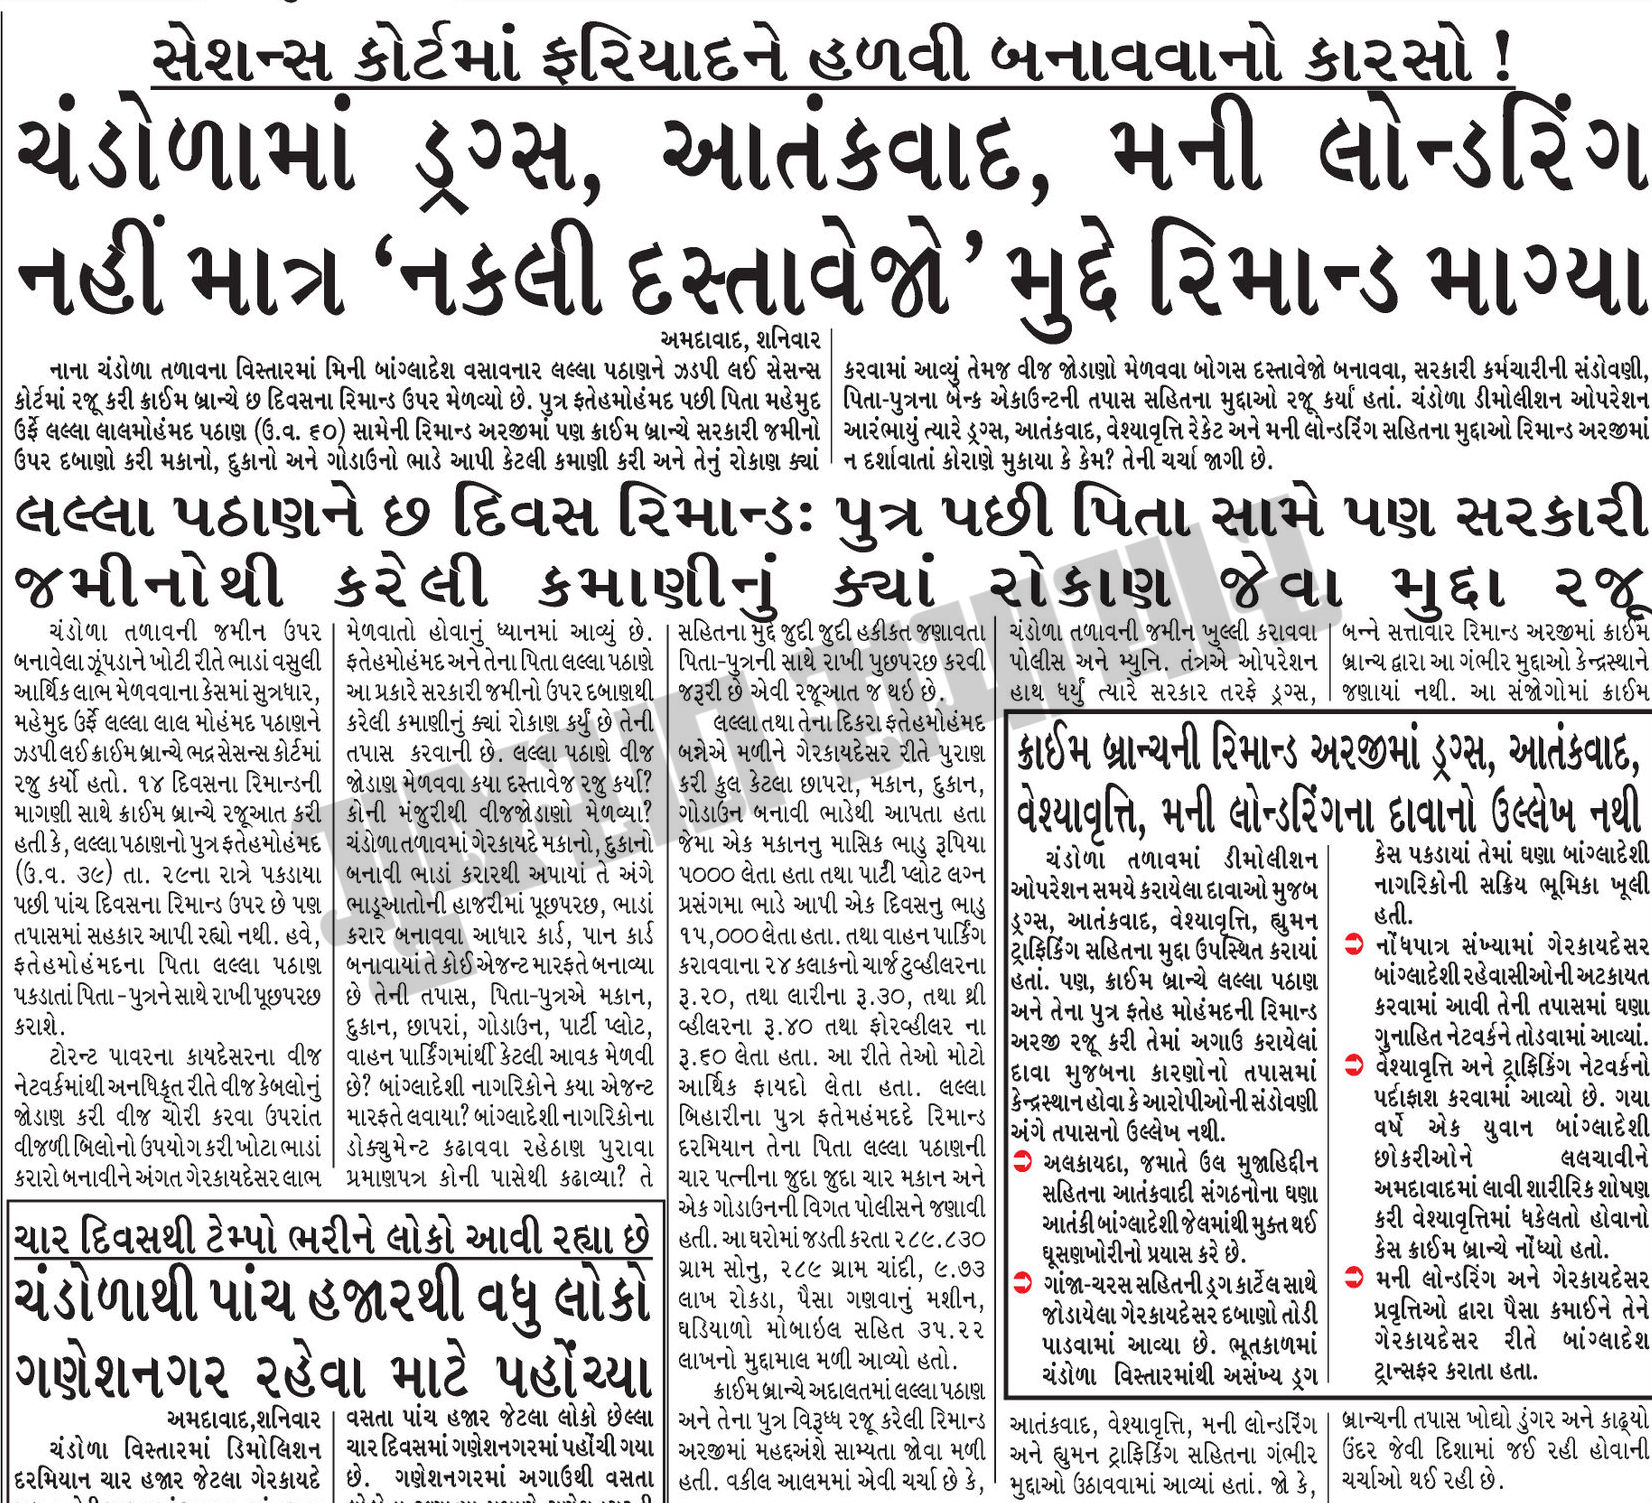 સેશન્સ કોર્ટમાં ફરિયાદને હળવી બનાવવાનો કારસો !
ચંડોળામાં ડ્રગ્સ, આતંકવાદ, મની લોન્ડરિંગ
નહીં માત્ર ‘નકલી દસ્તાવેજો’ મુદ્દે રિમાન્ડ માગ્યા
અમદાવાદ, શનિવાર
નાના ચંડોળા તળાવના વિસ્તારમાં મિની બાંગ્લાદેશ વસાવનાર લલ્લા પઠાણને ઝડપી લઈ સેસન્સ
કોર્ટમાં રજૂ કરી ક્રાઈમ બ્રાન્ચે છ દિવસના રિમાન્ડ ઉપર મેળવ્યો છે. પુત્ર ફતેહમોહંમદ પછી પિતા મહેમુદ
ઉર્ફે લલ્લા લાલમોહંમદ પઠાણ (ઉ.વ. ૬૦) સામેની રિમાન્ડ અરજીમાં પણ ક્રાઈમ બ્રાન્ચે સરકારી જમીનો
ઉપર દબાણો કરી મકાનો, દુકાનો અને ગોડાઉનો ભાડે આપી કેટલી કમાણી કરી અને તેનું રોકાણ ક્યાં
કરવામાં આવ્યું તેમજ વીજ જોડાણો મેળવવા બોગસ દસ્તાવેજો બનાવવા, સરકારી કર્મચારીની સંડોવણી,
પિતા-પુત્રના બેન્ક એકાઉન્ટની તપાસ સહિતના મુદ્દાઓ રજૂ કર્યાં હતાં. ચંડોળા ડીમોલીશન ઓપરેશન
આરંભાયું ત્યારે ડ્રગ્સ, આતંકવાદ, વેશ્યાવૃત્તિ રેકેટ અને મની લોન્ડરિંગ સહિતના મુદ્દાઓ રિમાન્ડ અરજીમાં
ન દર્શાવાતાં કોરાણે મુકાયા કે કેમ? તેની ચર્ચા જાગી છે.
લલ્લા પઠાણને છ દિવસ રિમાન્ડઃ પુત્ર પછી પિતા સામે પણ સરકારી
જમીનોથી કરેલી કમાણીનું ક્યાં રોકાણ જેવા મુદ્દા રજૂ
ચંડોળા તળાવની જમીન ઉપર
બનાવેલા ઝૂંપડાને ખોટી રીતે ભાડાં વસુલી
આર્થિક લાભ મેળવવાના કેસમાં સુત્રધાર,
મહેમુદ ઉર્ફે લલ્લા લાલ મોહંમદ પઠાણને
ઝડપી લઈ ક્રાઈમ બ્રાન્ચે ભદ્ર સેસન્સ કોર્ટમાં
રજુ કર્યો હતો. ૧૪ દિવસના રિમાન્ડની
માગણી સાથે ક્રાઈમ બ્રાન્ચે રજૂઆત કરી
હતી કે, લલ્લા પઠાણનો પુત્ર ફતેહમોહંમદ
(ઉ.વ. ૩૯) તા. ૨૯ના રાત્રે પકડાયા
પછી પાંચ દિવસના રિમાન્ડ ઉપર છે પણ
તપાસમાં સહકાર આપી રહ્યો નથી. હવે,
ફતેહમોહંમદના પિતા લલ્લા પઠાણ
પકડાતાં પિતા-પુત્રને સાથે રાખી પૂછપરછ
કરાશે.
ટોરન્ટ પાવરના કાયદેસરના વીજ
નેટવર્કમાંથી અનધિકૃત રીતે વીજ કેબલોનું
જોડાણ કરી વીજ ચોરી કરવા ઉપરાંત
વીજળી બિલોનો ઉપયોગ કરી ખોટા ભાડાં
કરારો બનાવીને અંગત ગેરકાયદેસર લાભ
મેળવાતો હોવાનું ધ્યાનમાં આવ્યું છે.
ફતેહમોહંમદ અને તેના પિતા લલ્લા પઠાણે
આ પ્રકારે સરકારી જમીનો ઉપર દબાણથી
કરેલી કમાણીનું ક્યાં રોકાણ કર્યું છે તેની
તપાસ કરવાની છે. લલ્લા પઠાણે વીજ
જોડાણ મેળવવા કયા દસ્તાવેજ રજુ કર્યા?
કોની મંજુરીથી વીજજોડાણો મેળવ્યા?
ચંડોળા તળાવમાં ગેરકાયદે મકાનો, દુકાનો
બનાવી ભાડાં કરારથી અપાયાં તે અંગે
ભાડૂઆતોની હાજરીમાં પૂછપરછ, ભાડાં
કરાર બનાવવા આધાર કાર્ડ, પાન કાર્ડ
બનાવાયાં તે કોઈ એજન્ટ મારફતે બનાવ્યા
છે તેની તપાસ, પિતા-પુત્રએ મકાન,
દુકાન, છાપરાં, ગોડાઉન, પાર્ટી પ્લોટ,
વાહન પાર્કિંગમાંથી કેટલી આવક મેળવી
છે? બાંગ્લાદેશી નાગરિકોને કયા એજન્ટ
મારફતે લવાયા? બાંગ્લાદેશી નાગરિકોના
ડોક્યુમેન્ટ કઢાવવા રહેઠાણ પુરાવા
પ્રમાણપત્ર કોની પાસેથી કઢાવ્યા? તે
સહિતના મુદ્દે જુદી જુદી હકીકત જણાવતા
પિતા-પુત્રની સાથે રાખી પુછપરછ કરવી
જરૂરી છે એવી રજૂઆત જ થઇ છે.
લલ્લા તથા તેના દિકરા ફતેહમોહંમદ
બન્નેએ મળીને ગેરકાયદેસર રીતે પુરાણ
કરી કુલ કેટલા છાપરા, મકાન, દુકાન,
ગોડાઉન બનાવી ભાડેથી આપતા હતા
જેમા એક મકાનનુ માસિક ભાડુ રૂપિયા
૫૦૦૦ લેતા હતા તથા પાર્ટી પ્લોટ લગ્ન
પ્રસંગમા ભાડે આપી એક દિવસનુ ભાડુ
૧૫,૦૦૦ લેતા હતા. તથા વાહન પાર્કિંગ
કરાવવાના ૨૪ કલાકનો ચાર્જ ટુવ્હીલરના
રૂ.૨૦, તથા લારીના રૂ.૩૦, તથા થ્રી
વ્હીલરના રૂ.૪૦ તથા ફોરવ્હીલર ના
રૂ.૬૦ લેતા હતા. આ રીતે તેઓ મોટો
આર્થિક ફાયદો લેતા હતા. લલ્લા
બિહારીના પુત્ર ફતેમહંમદદે રિમાન્ડ
દરમિયાન તેના પિતા લલ્લા પઠાણની
ચાર પત્નીના જુદા જુદા ચાર મકાન અને
એક ગોડાઉનની વિગત પોલીસને જણાવી
હતી. આ ઘરોમાં જડતી કરતા ૨૮૯.૮૩૦
ગ્રામ સોનુ, ૨૮૯ ગ્રામ ચાંદી, ૯.૭૩
લાખ રોકડા, પૈસા ગણવાનું મશીન,
ઘડિયાળો મોબાઇલ સહિત ૩૫.૨૨
લાખનો મુદ્દામાલ મળી આવ્યો હતો.
ક્રાઈમ બ્રાન્ચે અદાલતમાં લલ્લા પઠાણ
અને તેના પુત્ર વિરૂધ્ધ રજૂ કરેલી રિમાન્ડ
અરજીમાં મહદ્દઅંશે સામ્યતા જોવા મળી
હતી. વકીલ આલમમાં એવી ચર્ચા છે કે,
ચંડોળા તળાવની જમીન ખુલ્લી કરાવવા
પોલીસ અને મ્યુનિ. તંત્રએ ઓપરેશન
હાથ ધર્યું ત્યારે સરકાર તરફે ડ્રગ્સ,
આતંકવાદ, વેશ્યાવૃત્તિ, મની લોન્ડરિંગ
અને હ્યુમન ટ્રાફિકિંગ સહિતના ગંભીર
મુદ્દાઓ ઉઠાવવામાં આવ્યાં હતાં. જો કે,
બન્ને સત્તાવાર રિમાન્ડ અરજીમાં ક્રાઈમ
બ્રાન્ચ દ્વારા આ ગંભીર મુદ્દાઓ કેન્દ્રસ્થાને
જણાયાં નથી. આ સંજોગોમાં ક્રાઈમ
બ્રાન્ચની તપાસ ખોદ્યો ડુંગર અને કાઢ્યો
ઉંદર જેવી દિશામાં જઈ રહી હોવાની
ચર્ચાઓ થઈ રહી છે.
ક્રાઈમ બ્રાન્ચની રિમાન્ડ અરજીમાં ડ્રગ્સ, આતંકવાદ,
વેશ્યાવૃત્તિ, મની લોન્ડરિંગના દાવાનો ઉલ્લેખ નથી
ચંડોળા તળાવમાં ડીમોલીશન
ઓપરેશન સમયે કરાયેલા દાવાઓ મુજબ
ડ્રગ્સ, આતંકવાદ, વેશ્યાવૃત્તિ, હ્યુમન
ટ્રાફિકિંગ સહિતના મુદ્દા ઉપસ્થિત કરાયાં
હતાં. પણ, ક્રાઈમ બ્રાન્ચે લલ્લા પઠાણ
અને તેના પુત્ર ફતેહ મોહંમદની રિમાન્ડ
અરજી રજૂ કરી તેમાં અગાઉ કરાયેલાં
દાવા મુજબના કારણોનો તપાસમાં
કેન્દ્રસ્થાન હોવા કે આરોપીઓની સંડોવણી
અંગે તપાસનો ઉલ્લેખ નથી.
અલકાયદા, જમાતે ઉલ મુજાહિદ્દીન
સહિતના આતંકવાદી સંગઠનોના ઘણા
આતંકી બાંગ્લાદેશી જેલમાંથી મુક્ત થઈ
ઘૂસણખોરીનો પ્રયાસ કરે છે.
ગાંજા-ચરસ સહિતની ડ્રગ કાર્ટેલ સાથે
જોડાયેલા ગેરકાયદેસર દબાણો તોડી
પાડવામાં આવ્યા છે. ભૂતકાળમાં
ચંડોળા વિસ્તારમાંથી અસંખ્ય ડ્રગ
કેસ પકડાયાં તેમાં ઘણા બાંગ્લાદેશી
નાગરિકોની સક્રિય ભૂમિકા ખૂલી
હતી.
નોંધપાત્ર સંખ્યામાં ગેરકાયદેસર
બાંગ્લાદેશી રહેવાસીઓની અટકાયત
કરવામાં આવી તેની તપાસમાં ઘણા
ગુનાહિત નેટવર્કને તોડવામાં આવ્યાં.
વેશ્યાવૃત્તિ અને ટ્રાફિકિંગ નેટવર્કનો
પર્દાફાશ કરવામાં આવ્યો છે. ગયા
વર્ષે એક યુવાન બાંગ્લાદેશી
છોકરીઓને લલચાવીને
અમદાવાદમાં લાવી શારીરિક શોષણ
કરી વેશ્યાવૃત્તિમાં ધકેલતો હોવાનો
કેસ ક્રાઈમ બ્રાન્ચે નોંધ્યો હતો.
મની લોન્ડરિંગ અને ગેરકાયદેસર
પ્રવૃત્તિઓ દ્વારા પૈસા કમાઈને તેને
ગેરકાયદેસર રીતે બાંગ્લાદેશ
ટ્રાન્સફર કરાતા હતા.
ચાર દિવસથી ટેમ્પો ભરીને લોકો આવી રહ્યા છે
ચંડોળાથી પાંચ હજારથી વધુ લોકો
ગણેશનગર રહેવા માટે પહોંચ્યા
અમદાવાદ,શનિવાર
ચંડોળા વિસ્તારમાં ડિમોલિશન
દરમિયાન ચાર હજાર જેટલા ગેરકાયદે
વસતા પાંચ હજાર જેટલા લોકો છેલ્લા
ચાર દિવસમાં ગણેશનગરમાં પહોંચી ગયા
છે. ગણેશનગરમાં અગાઉથી વસતા
ગુજરાત સમાચાર